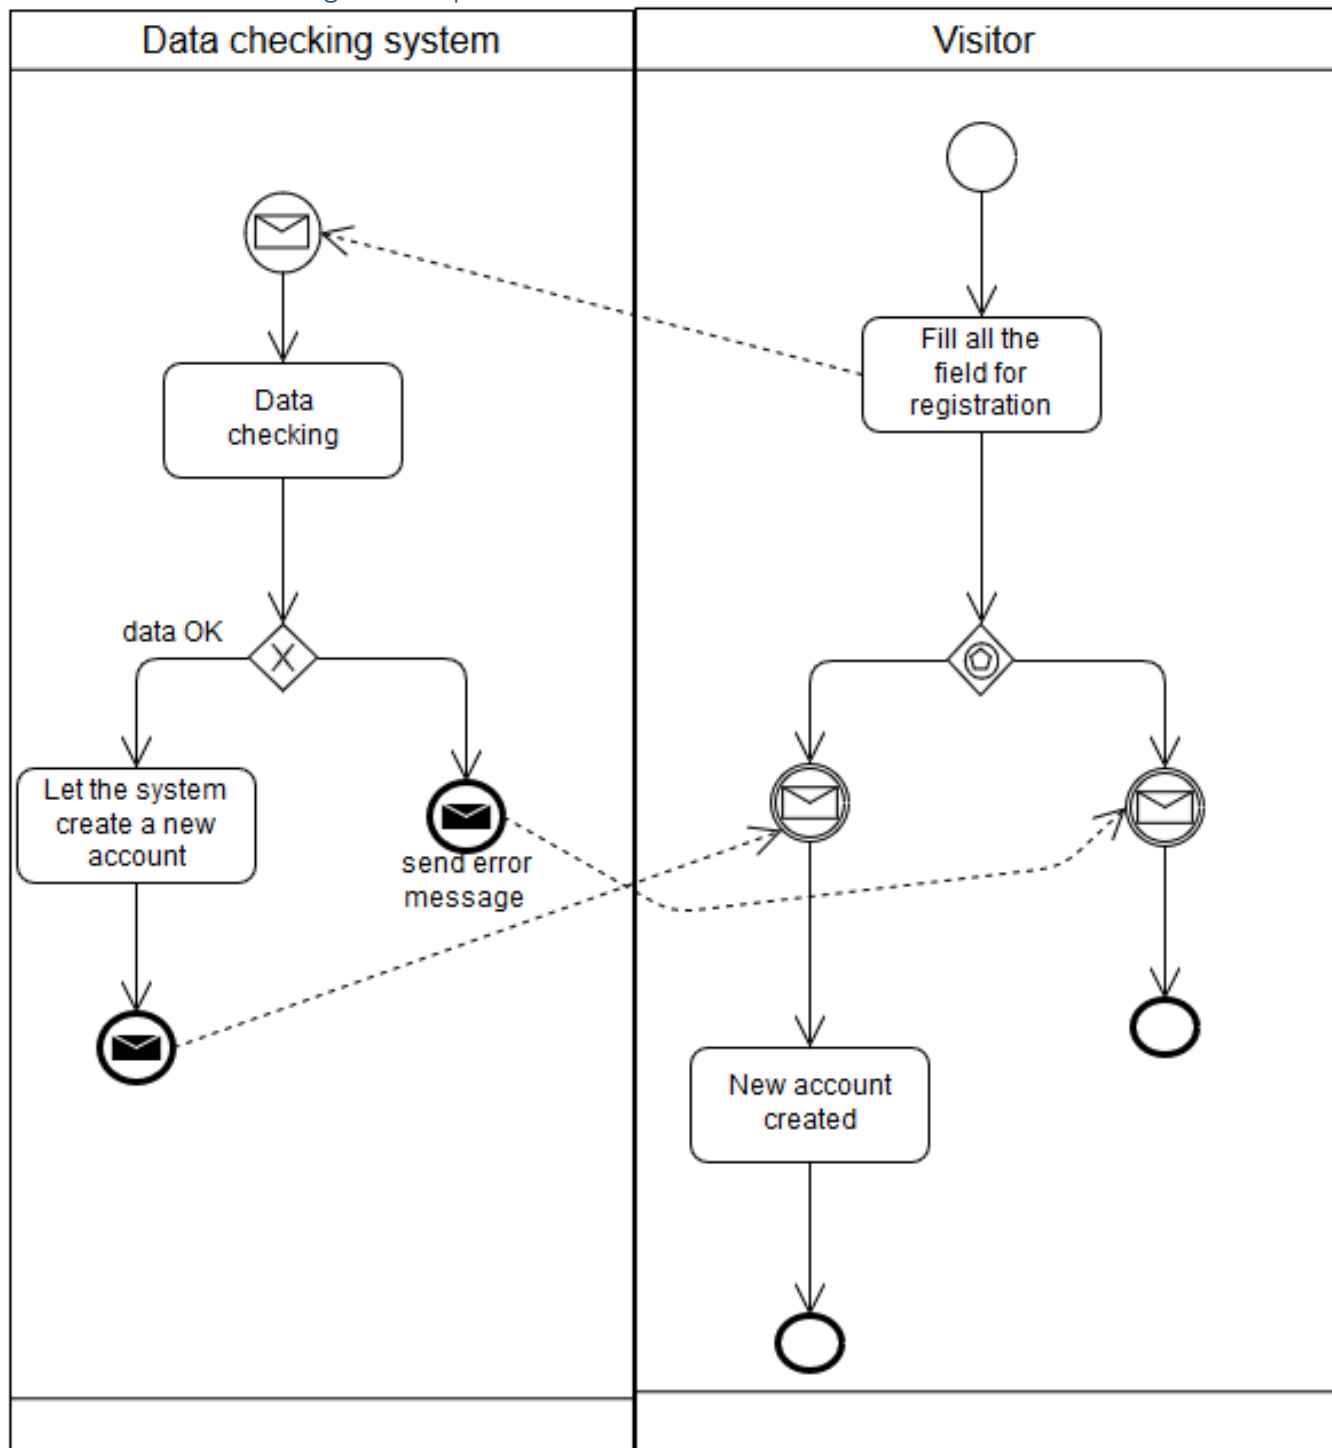 Data checking system
Visitor
Fill all the
field for
registration
Data
checking
data OK
Let the system
create a new
account
send error
message
New account
created